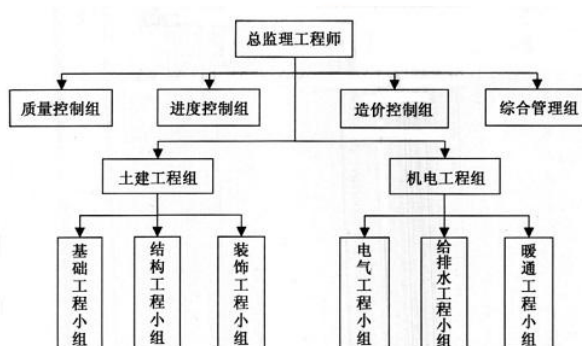 总监理工程师
质量控制组
进度控制组
造价控制组
综合管理组
土建工程组
机电工程组
基础工程小组
结构工程小组
装饰工程小组
电气工程小组
给排水工程小组
暖通工程小组